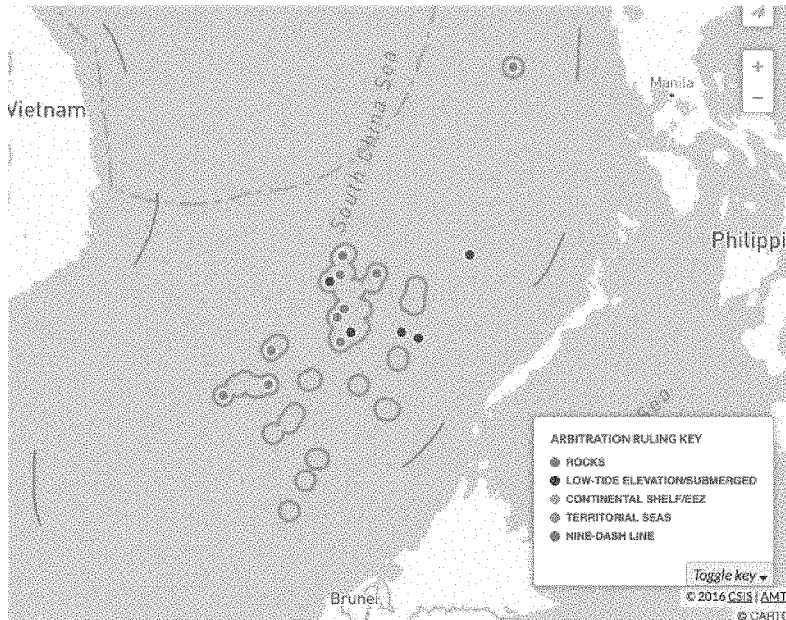 Manila
+
−
Vietnam
South China Sea
Philippi
Sea
ARBITRATION RULING KEY
ROCKS
LOW-TIDE ELEVATION/SUBMERGED
CONTINENTAL SHELF/EEZ
TERRITORIAL SEAS
NINE-DASH LINE
Toggle key
Brunei
© 2016 CSIS | AMT
© CARTO